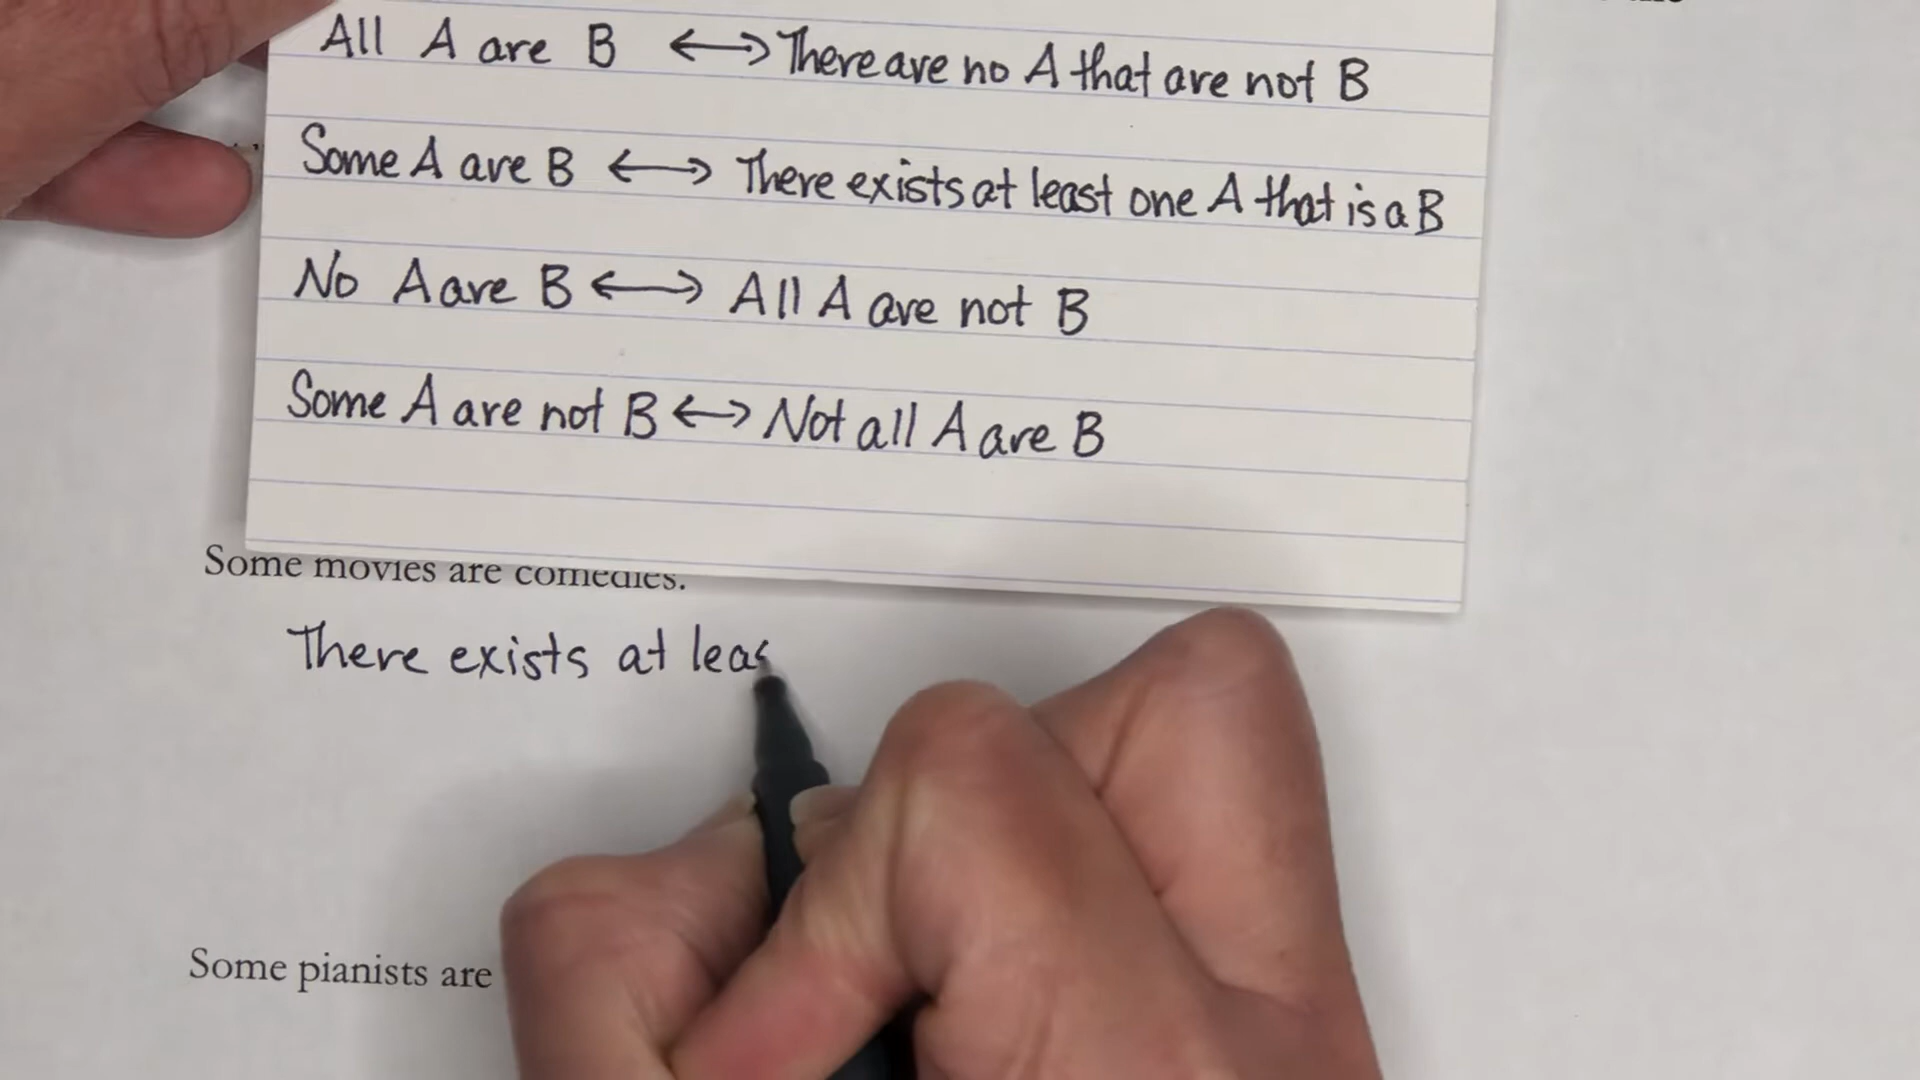 All A are B ↔ There are no A that are not B
Some A are B ↔ There exists at least one A that is a B
No A are B ↔ All A are not B
Some A are not B ↔ Not all A are B
Some movies are comedies.
There exists at leas
Some pianists are